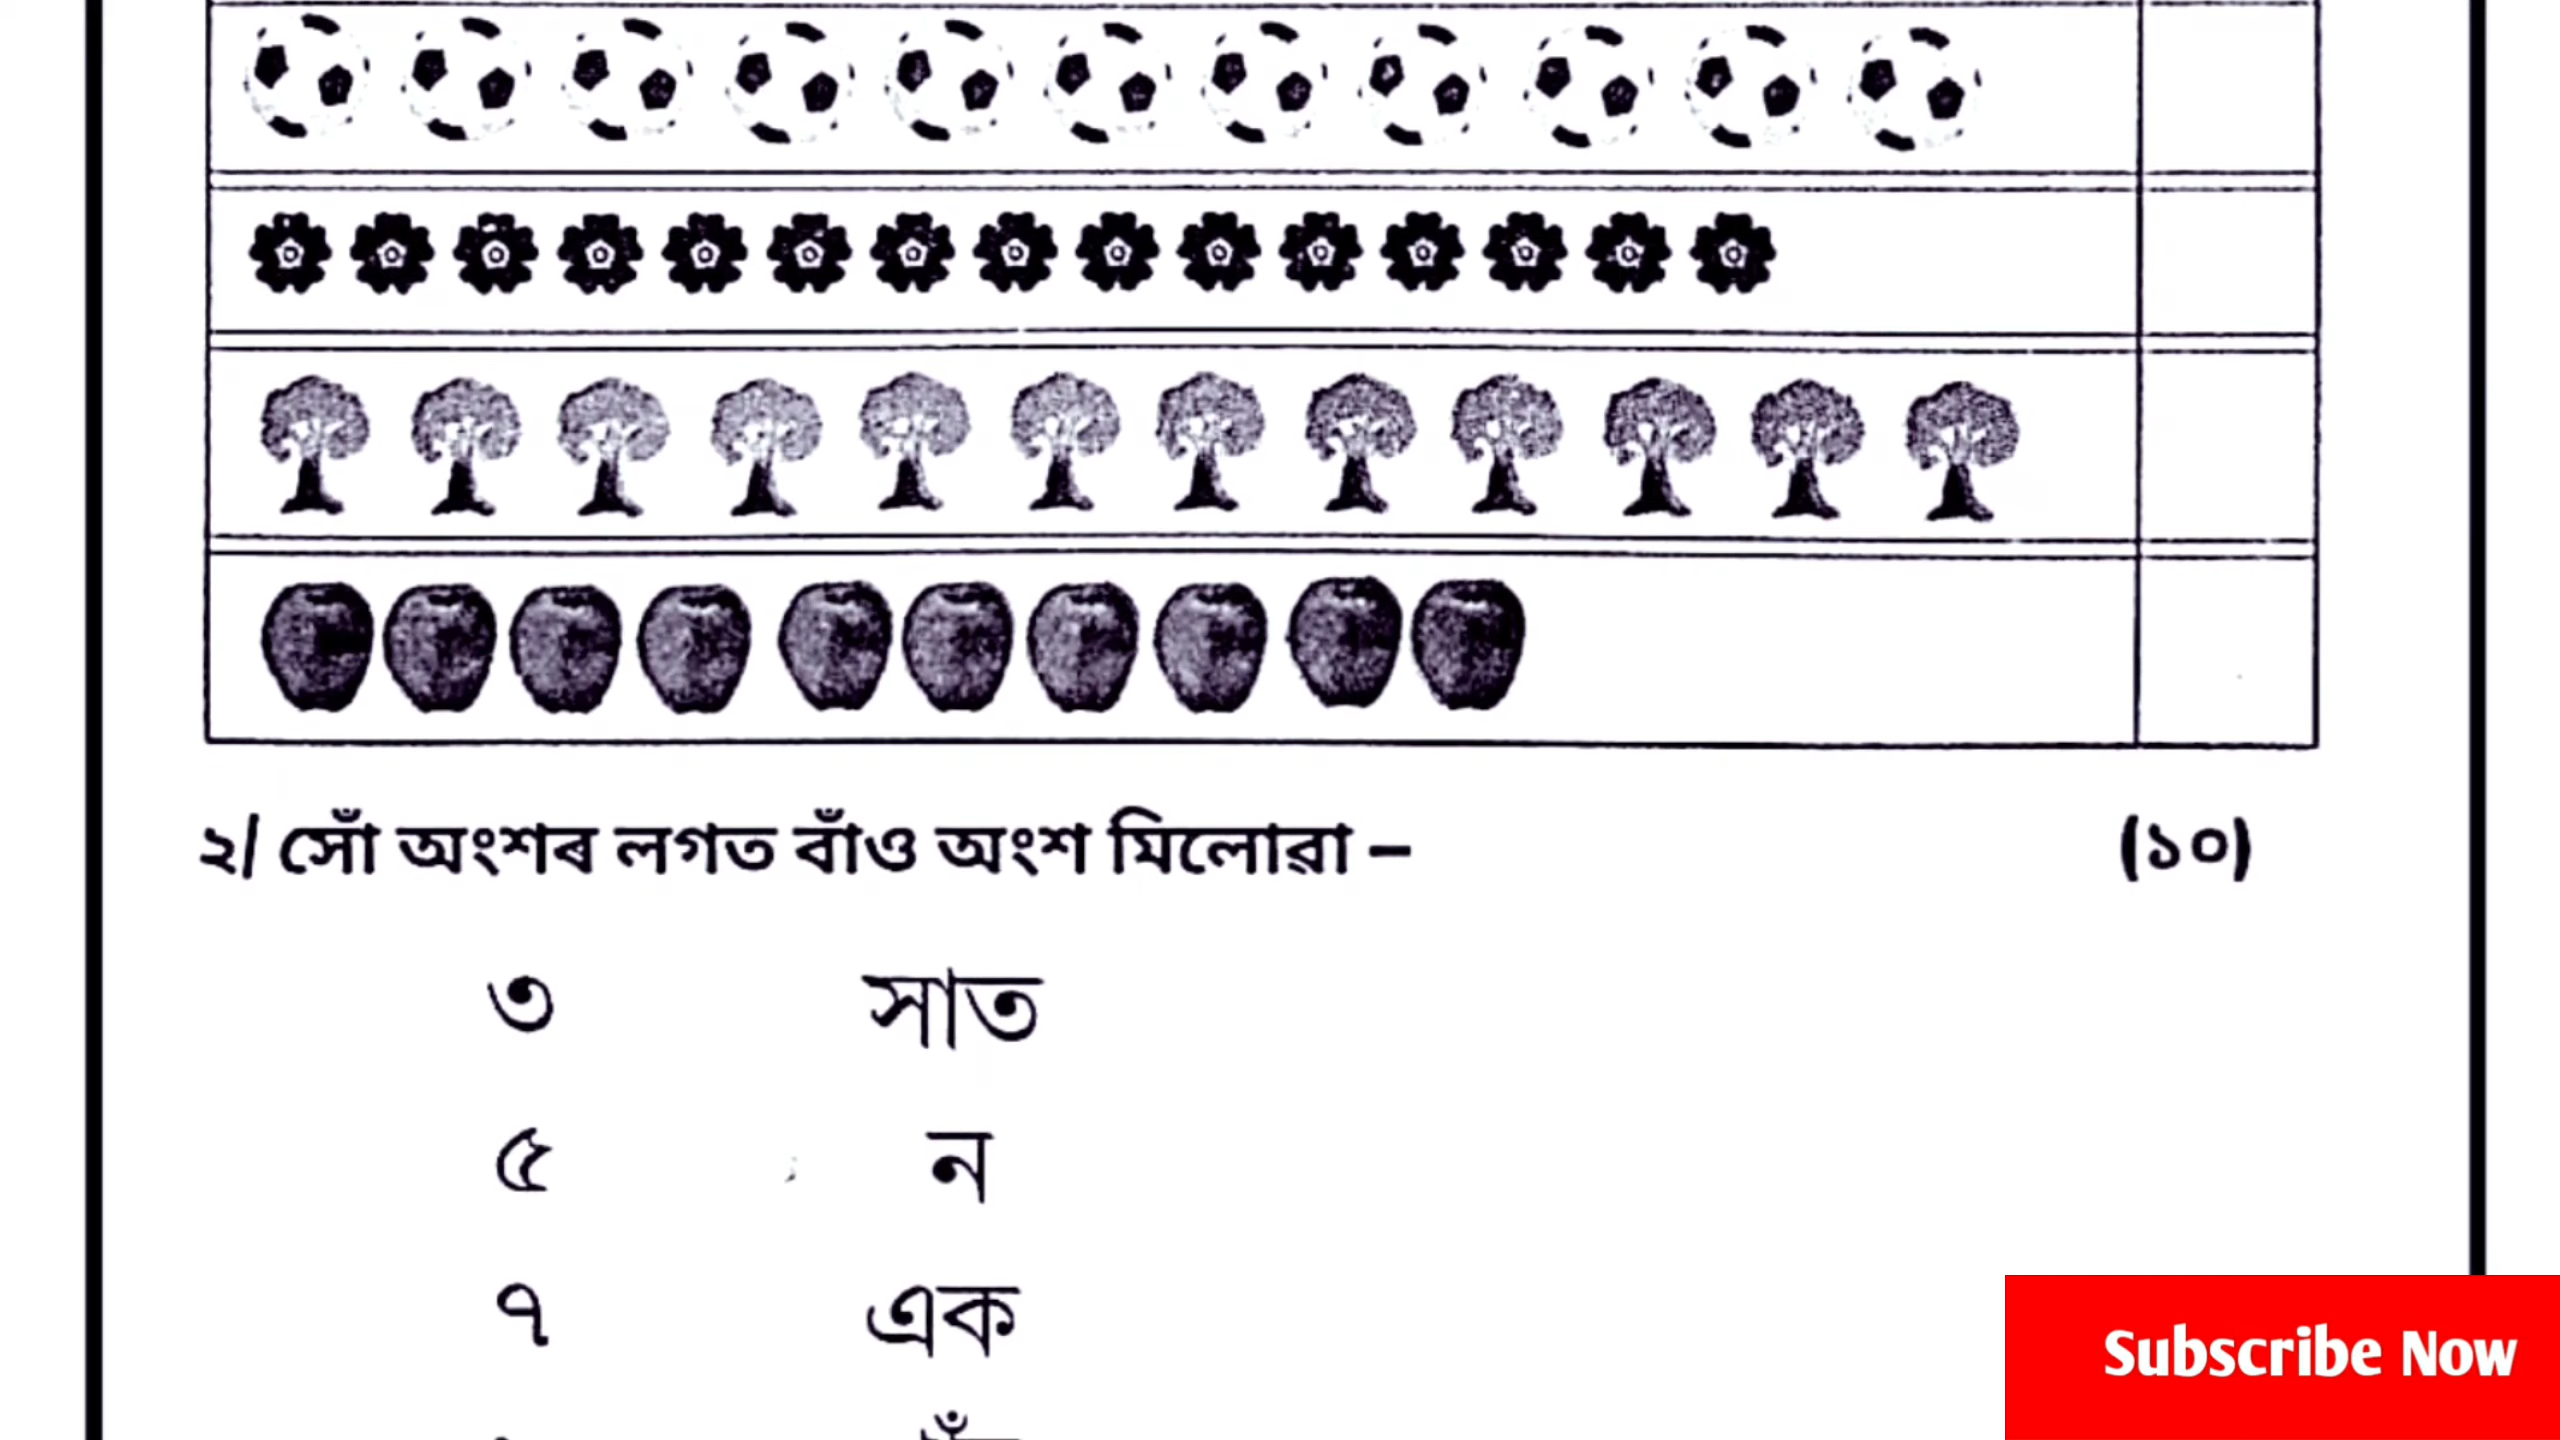 ২/ সোঁ অংশৰ লগত বাঁও অংশ মিলোৱা – (১০)
৩ সাত
৫ ন
৭ এক
Subscribe Now